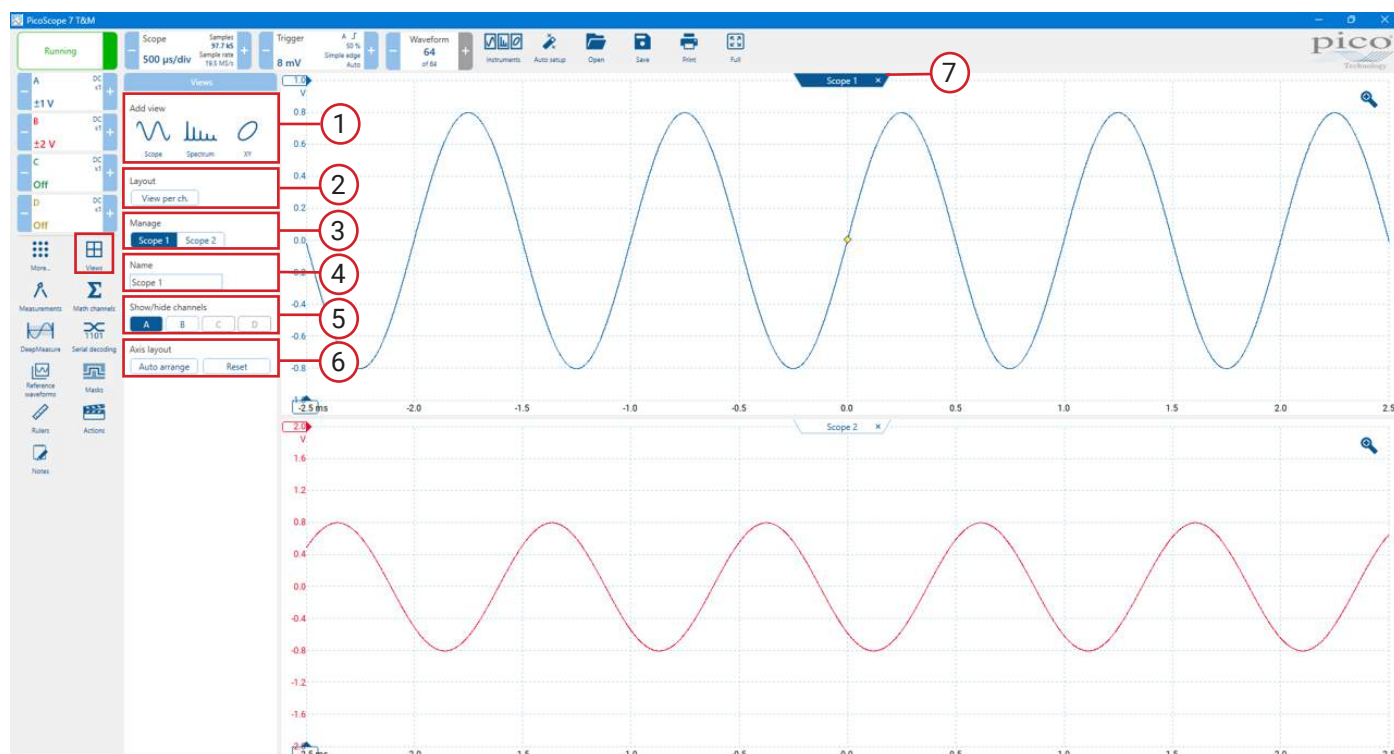 PicoScope 7 T&M
Running
Scope
500 µs/div
Samples
97.7 kS
Sample rate
19.5 MS/s
Trigger
8 mV
A
50 %
Simple edge
Auto
Waveform
64
of 64
Instruments
Auto setup
Open
Save
Print
Full
pico
Technology
A
DC
x1
±1 V
B
DC
x1
±2 V
C
DC
x1
Off
D
DC
x1
Off
More...
Views
Measurements
Math channels
DeepMeasure
1101
Serial decoding
Reference
waveforms
Masks
Rulers
Actions
Notes
Views
Add view
Scope
Spectrum
XY
1
Layout
View per ch.
2
Manage
Scope 1
Scope 2
3
Name
Scope 1
4
Show/hide channels
A
B
C
D
5
Axis layout
Auto arrange
Reset
6
Scope 1 ×
7
1.0
V
0.8
0.6
0.4
0.2
0.0
-0.2
-0.4
-0.6
-0.8
-2.5 ms
-2.0
-1.5
-1.0
-0.5
0.0
0.5
1.0
1.5
2.0
2.5
Scope 2 ×
2.0
V
1.6
1.2
0.8
0.4
0.0
-0.4
-0.8
-1.2
-1.6
-2.5 ms
-2.0
-1.5
-1.0
-0.5
0.0
0.5
1.0
1.5
2.0
2.5